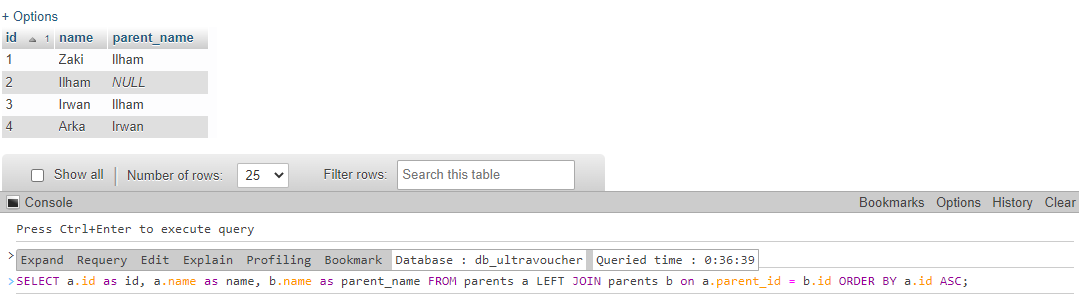 + Options
id 1 name parent_name
1 Zaki Ilham
2 Ilham NULL
3 Irwan Ilham
4 Arka Irwan
Show all Number of rows: 25 Filter rows: Search this table
Console Bookmarks Options History Clear
Press Ctrl+Enter to execute query
> Expand Requery Edit Explain Profiling Bookmark Database : db_ultravoucher Queried time : 0:36:39
>SELECT a.id as id, a.name as name, b.name as parent_name FROM parents a LEFT JOIN parents b on a.parent_id = b.id ORDER BY a.id ASC;